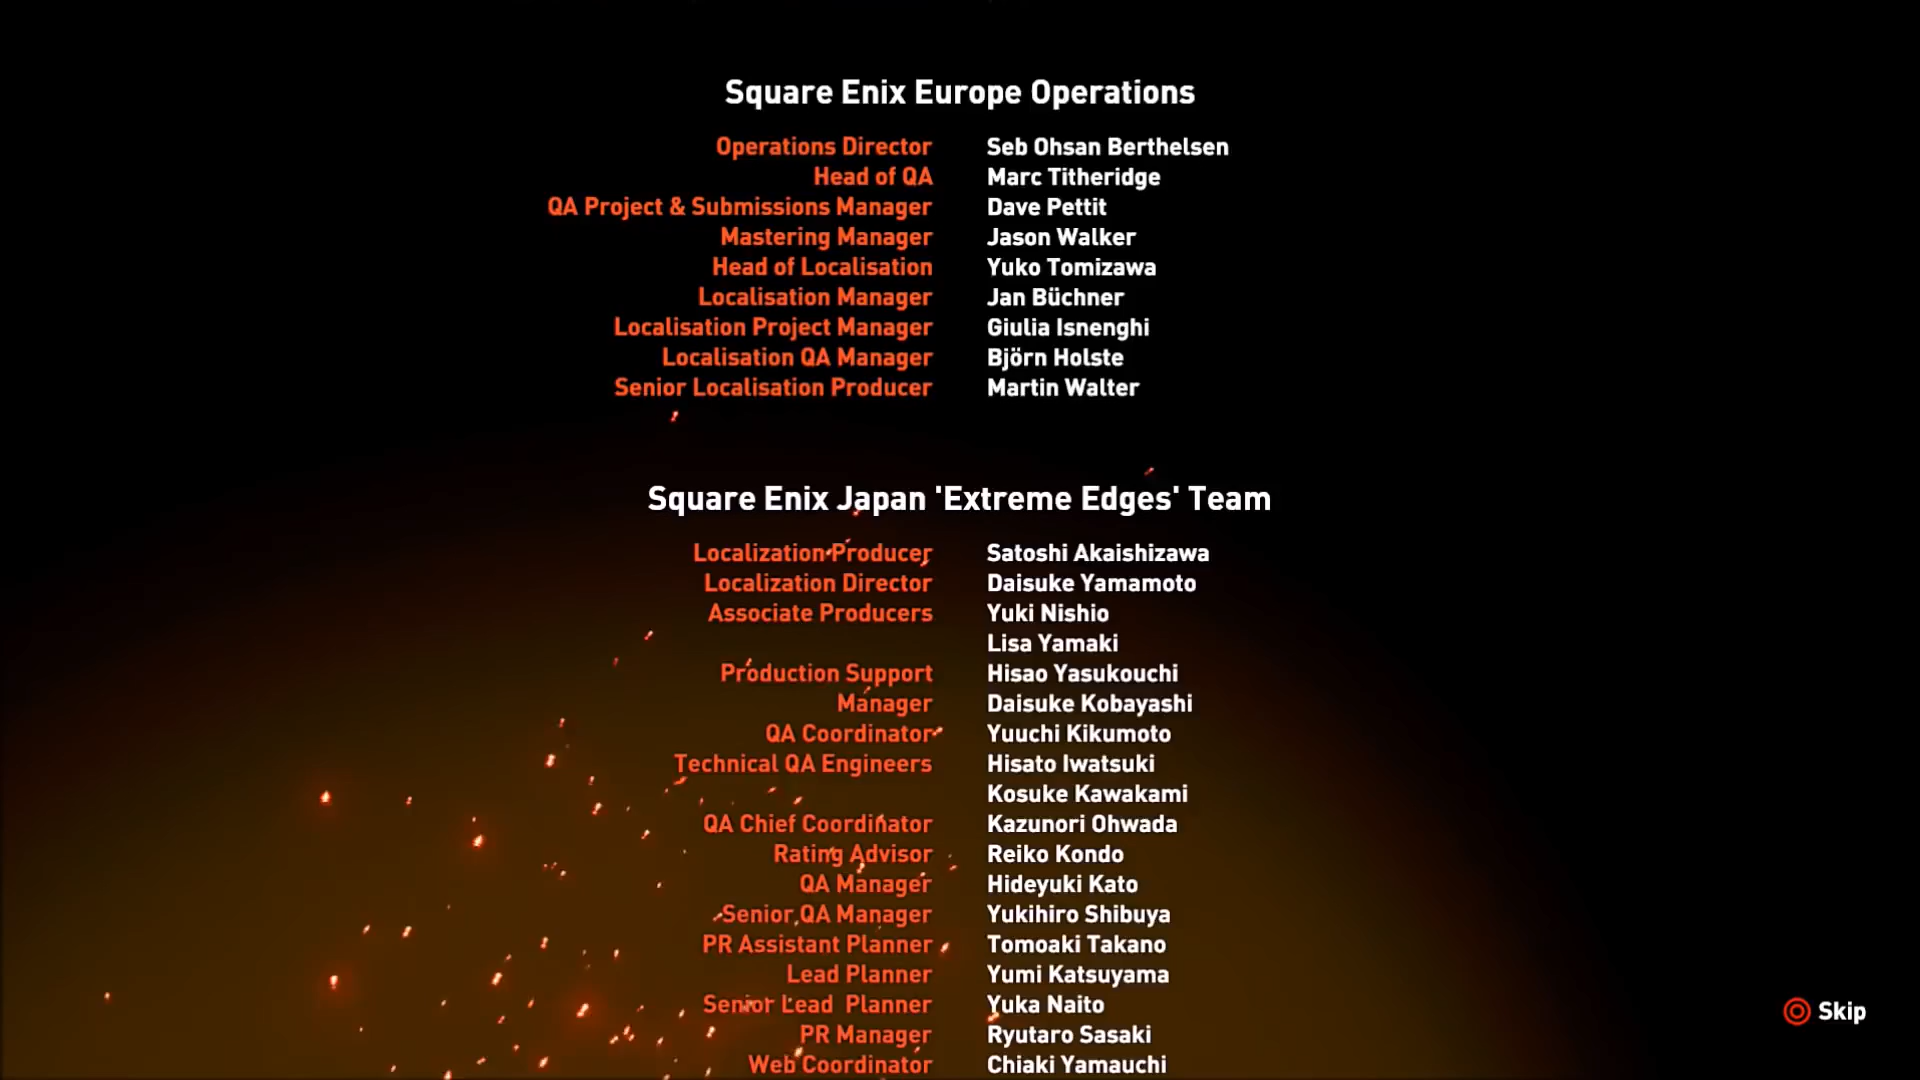 Square Enix Europe Operations
Operations Director Seb Ohsan Berthelsen
Head of QA Marc Titheridge
QA Project & Submissions Manager Dave Pettit
Mastering Manager Jason Walker
Head of Localisation Yuko Tomizawa
Localisation Manager Jan Büchner
Localisation Project Manager Giulia Isnenghi
Localisation QA Manager Björn Holste
Senior Localisation Producer Martin Walter
Square Enix Japan 'Extreme Edges' Team
Localization Producer Satoshi Akaishizawa
Localization Director Daisuke Yamamoto
Associate Producers Yuki Nishio
Lisa Yamaki
Production Support Hisao Yasukouchi
Manager Daisuke Kobayashi
QA Coordinator Yuuchi Kikumoto
Technical QA Engineers Hisato Iwatsuki
Kosuke Kawakami
QA Chief Coordinator Kazunori Ohwada
Rating Advisor Reiko Kondo
QA Manager Hideyuki Kato
Senior QA Manager Yukihiro Shibuya
PR Assistant Planner Tomoaki Takano
Lead Planner Yumi Katsuyama
Senior Lead Planner Yuka Naito
PR Manager Ryutaro Sasaki
Web Coordinator Chiaki Yamauchi
Skip